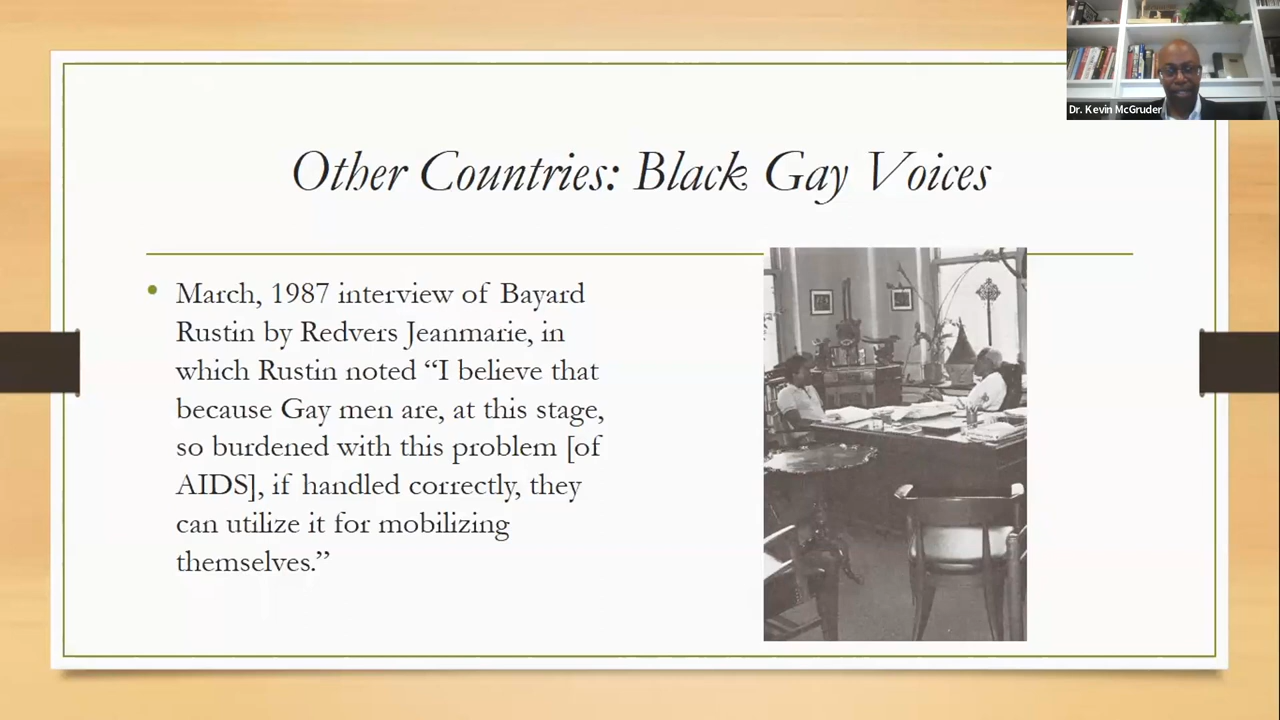 Dr. Kevin McGruder
Other Countries: Black Gay Voices
• March, 1987 interview of Bayard
Rustin by Redvers Jeanmarie, in
which Rustin noted “I believe that
because Gay men are, at this stage,
so burdened with this problem [of
AIDS], if handled correctly, they
can utilize it for mobilizing
themselves.”